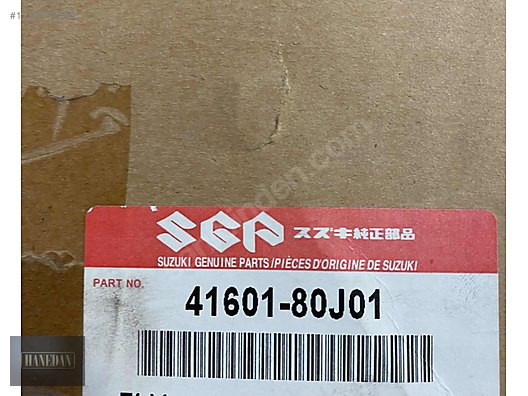 SGP スズキ純正部品
SUZUKI GENUINE PARTS/PIÈCES D'ORIGINE DE SUZUKI
PART NO.
41601-80J01
HANEDAN